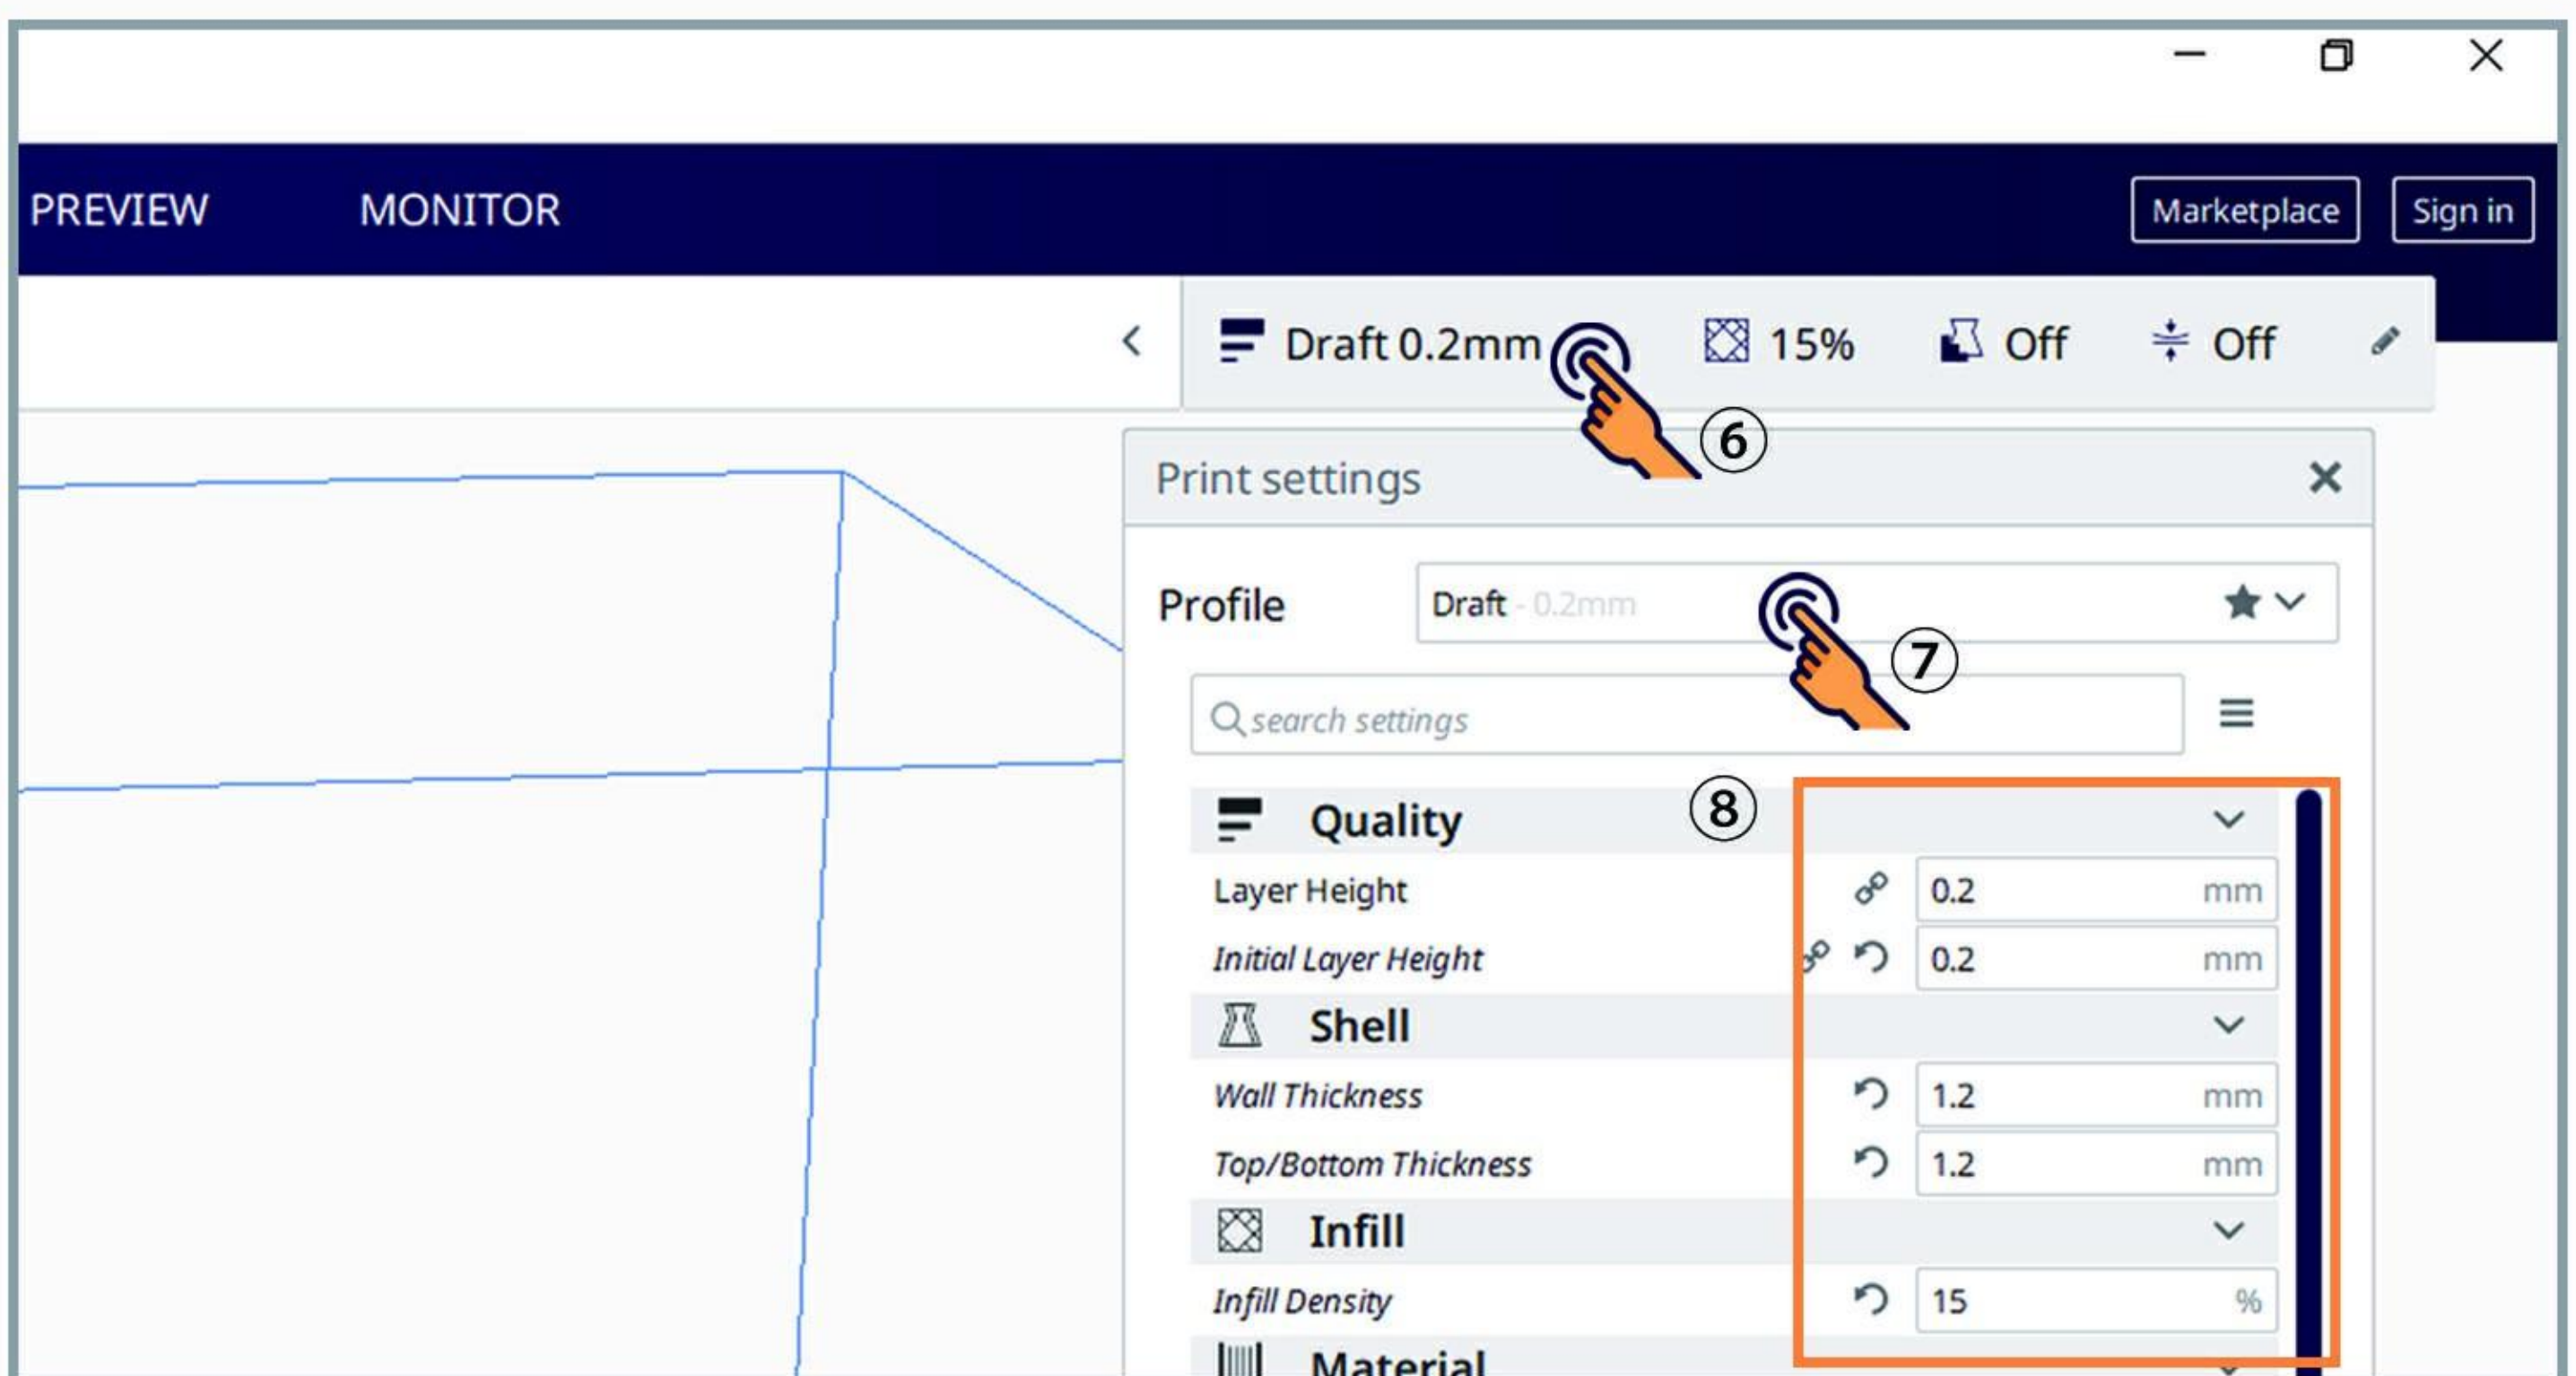 PREVIEW MONITOR Marketplace Sign in
Draft 0.2mm 15% Off Off
⑥
Print settings
Profile Draft - 0.2mm
⑦
search settings
⑧
Quality
Layer Height 0.2 mm
Initial Layer Height 0.2 mm
Shell
Wall Thickness 1.2 mm
Top/Bottom Thickness 1.2 mm
Infill
Infill Density 15 %
Material